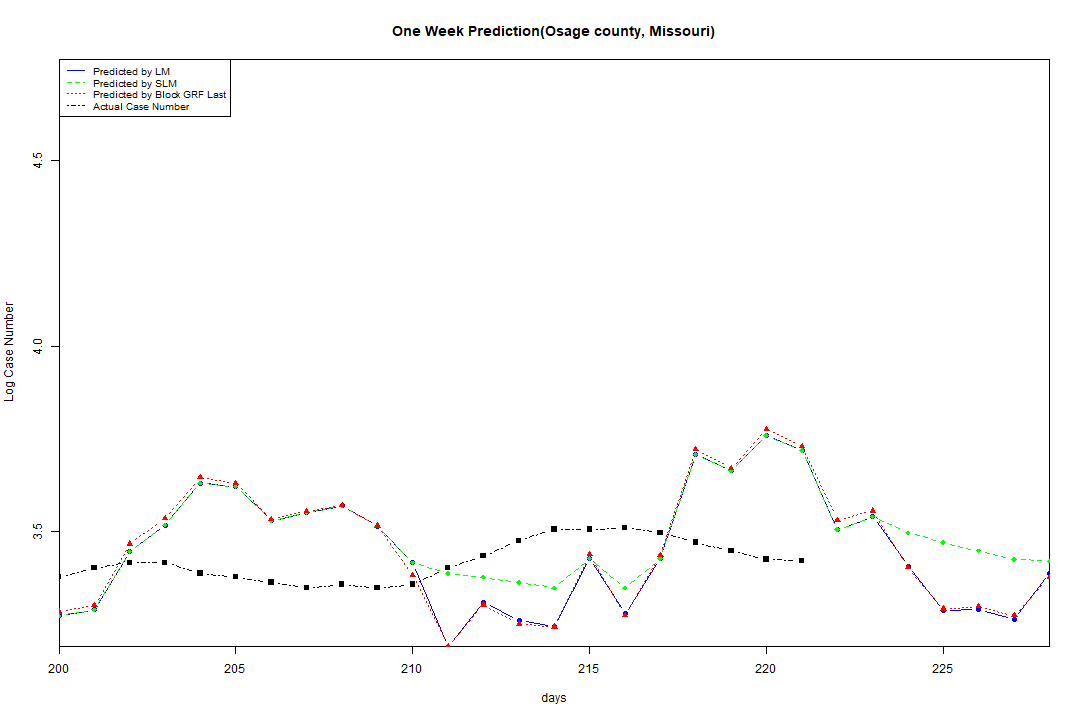 One Week Prediction(Osage county, Missouri)
Predicted by LM
Predicted by SLM
Predicted by Block GRF Last
Actual Case Number
4.5
4.0
3.5
Log Case Number
200 205 210 215 220 225
days